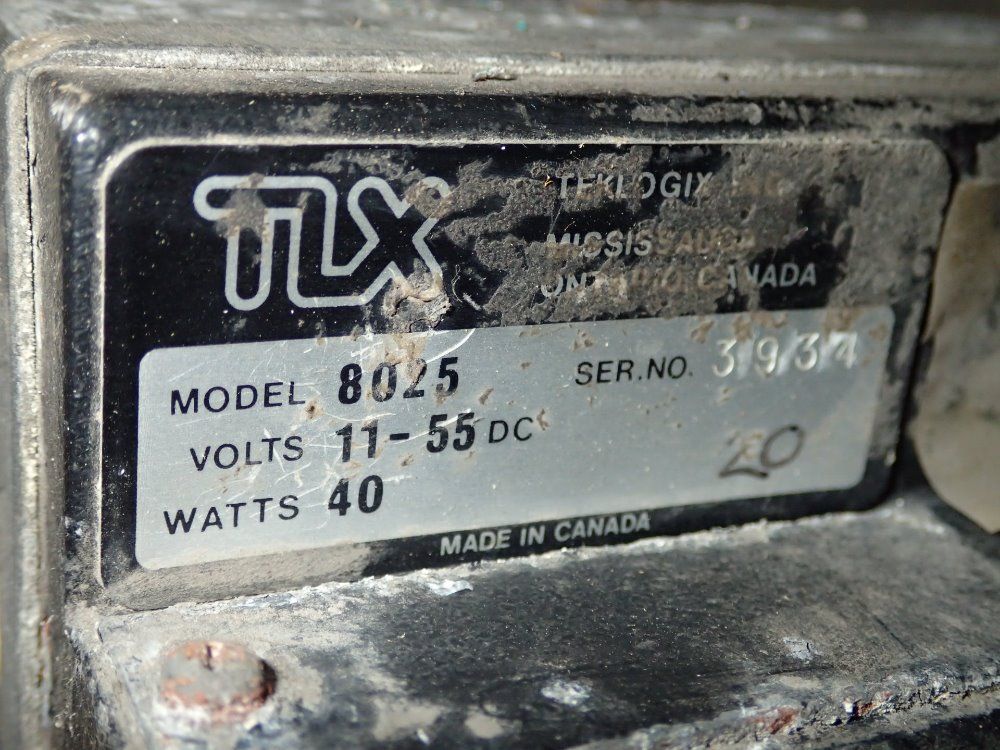 TLX
TEKLOGIX
MISSISSAUGA
ONTARIO CANADA
MODEL 8025 SER.NO. 3934
VOLTS 11-55 DC
20
WATTS 40
MADE IN CANADA